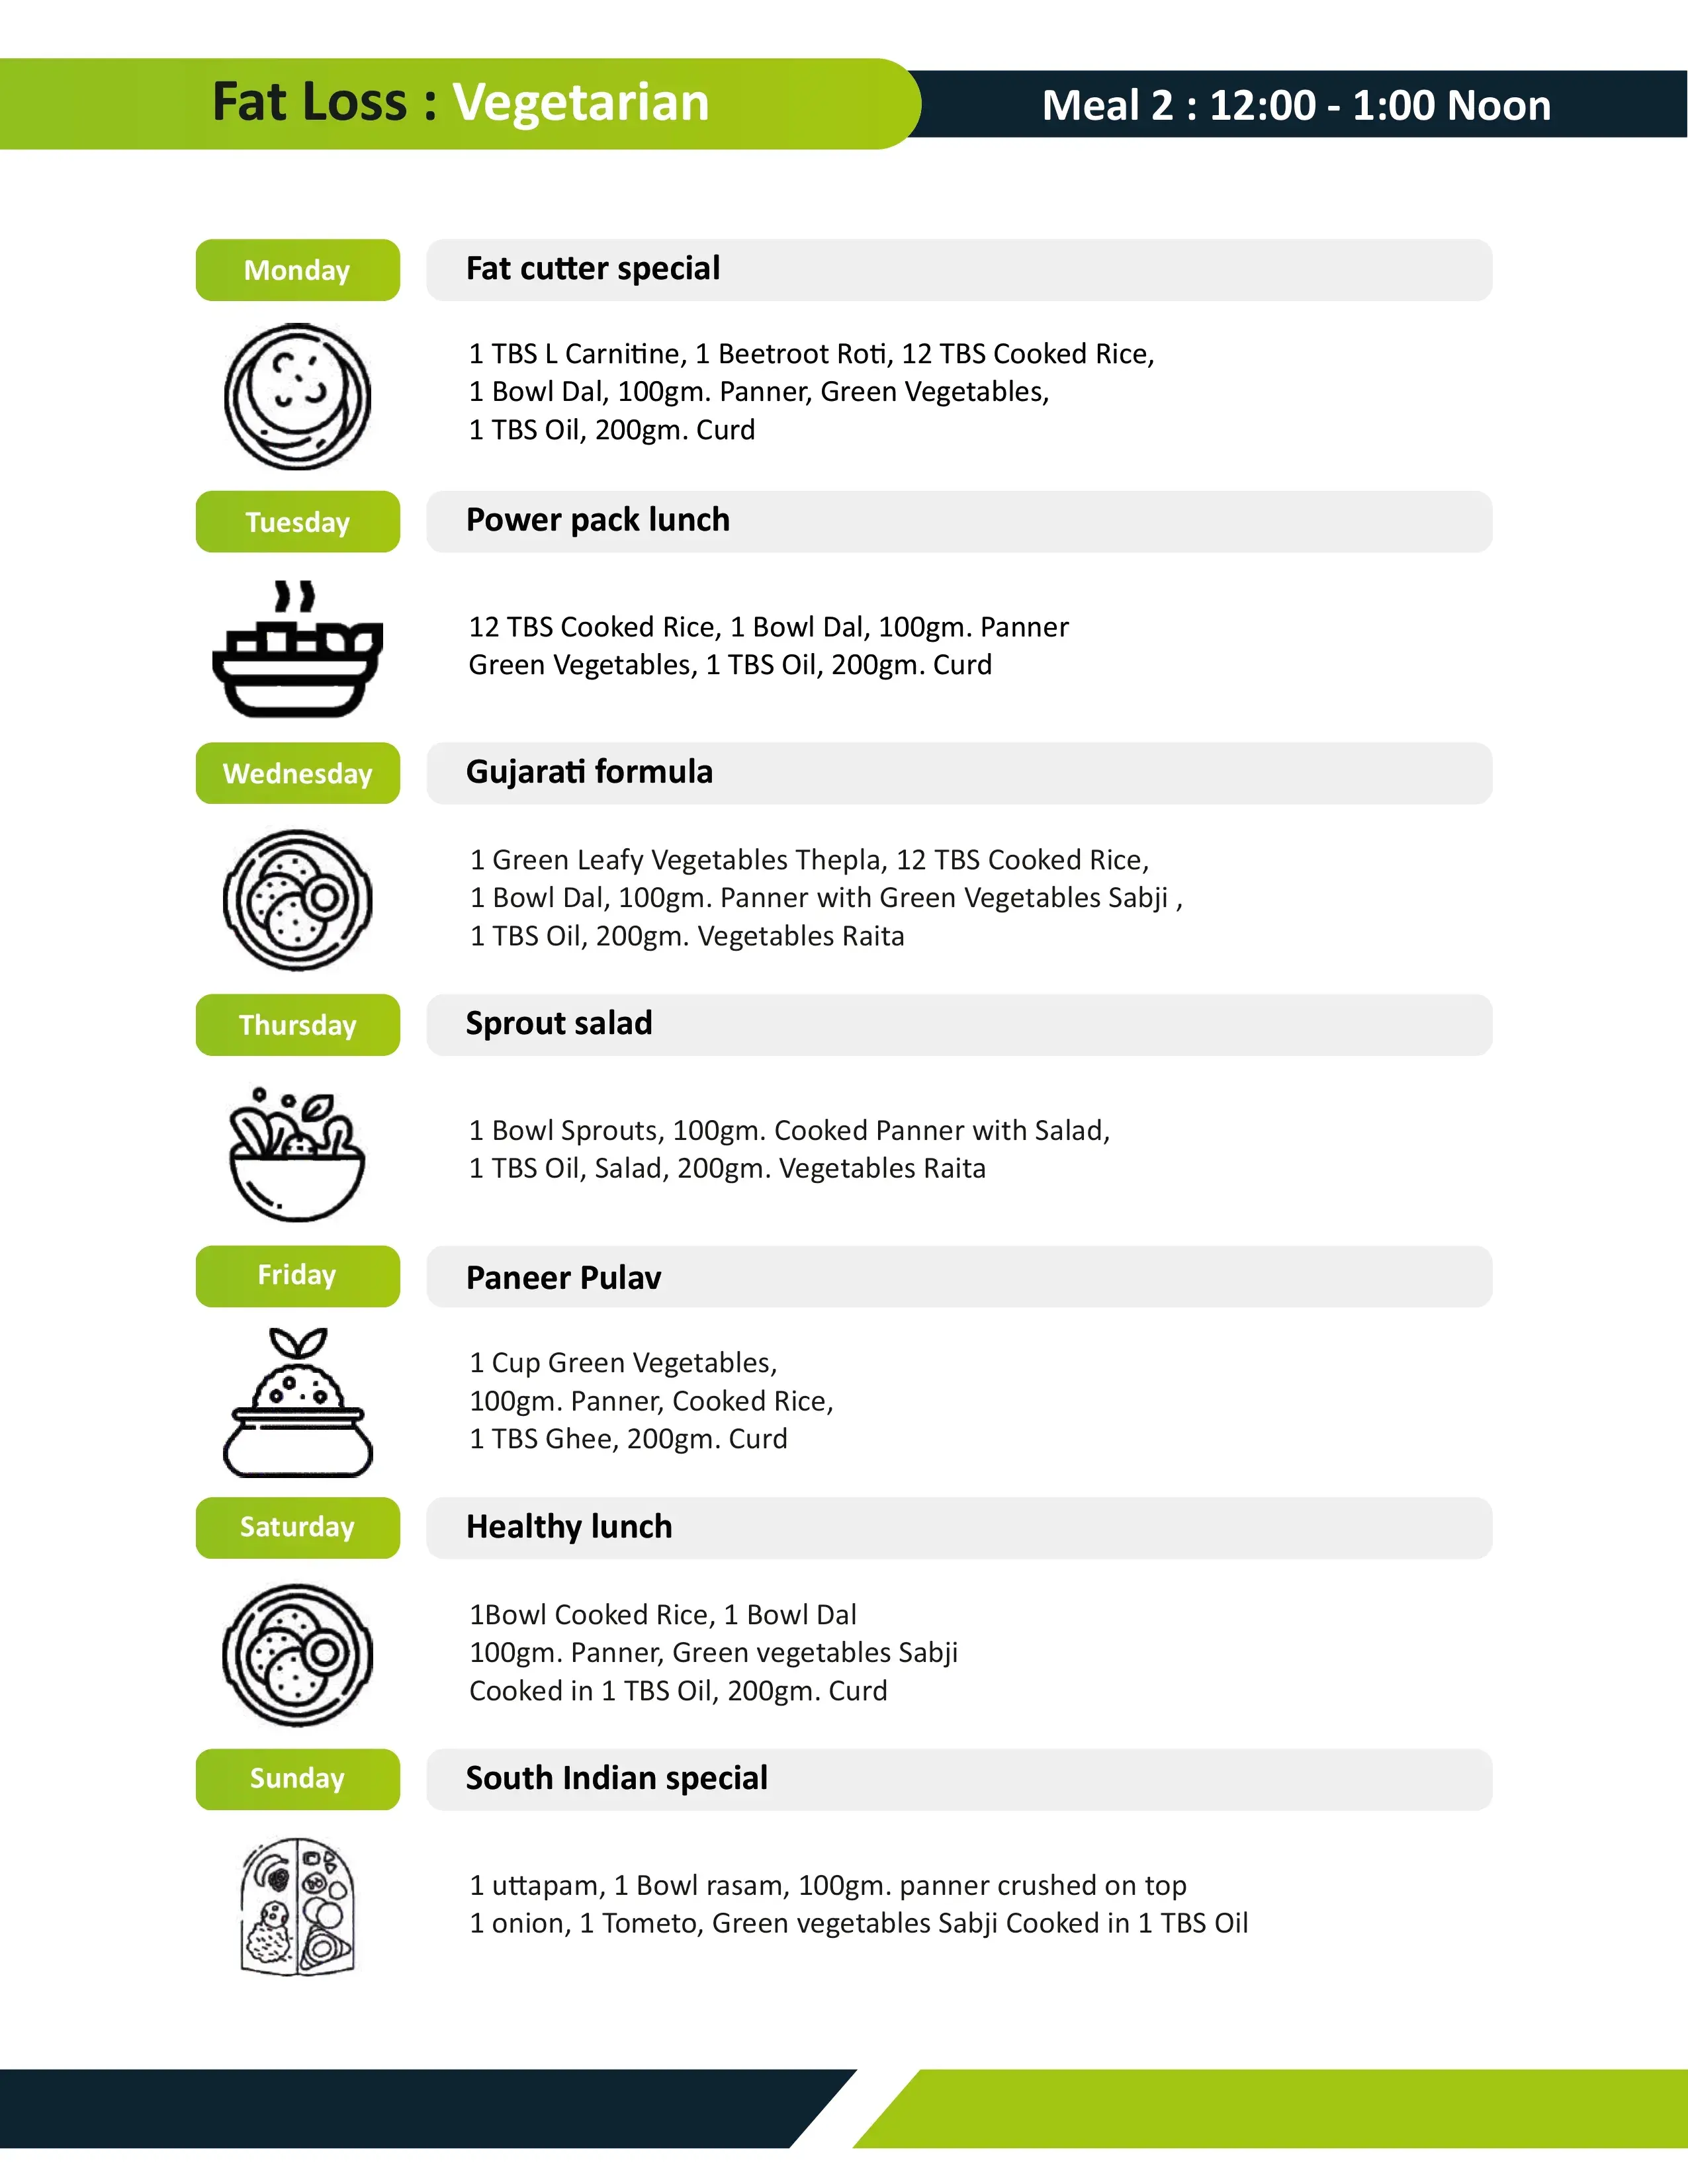 Fat Loss : Vegetarian
Meal 2 : 12:00 - 1:00 Noon
Monday
Fat cutter special
1 TBS L Carnitine, 1 Beetroot Roti, 12 TBS Cooked Rice,
1 Bowl Dal, 100gm. Panner, Green Vegetables,
1 TBS Oil, 200gm. Curd
Tuesday
Power pack lunch
12 TBS Cooked Rice, 1 Bowl Dal, 100gm. Panner
Green Vegetables, 1 TBS Oil, 200gm. Curd
Wednesday
Gujarati formula
1 Green Leafy Vegetables Thepla, 12 TBS Cooked Rice,
1 Bowl Dal, 100gm. Panner with Green Vegetables Sabji ,
1 TBS Oil, 200gm. Vegetables Raita
Thursday
Sprout salad
1 Bowl Sprouts, 100gm. Cooked Panner with Salad,
1 TBS Oil, Salad, 200gm. Vegetables Raita
Friday
Paneer Pulav
1 Cup Green Vegetables,
100gm. Panner, Cooked Rice,
1 TBS Ghee, 200gm. Curd
Saturday
Healthy lunch
1Bowl Cooked Rice, 1 Bowl Dal
100gm. Panner, Green vegetables Sabji
Cooked in 1 TBS Oil, 200gm. Curd
Sunday
South Indian special
1 uttapam, 1 Bowl rasam, 100gm. panner crushed on top
1 onion, 1 Tometo, Green vegetables Sabji Cooked in 1 TBS Oil